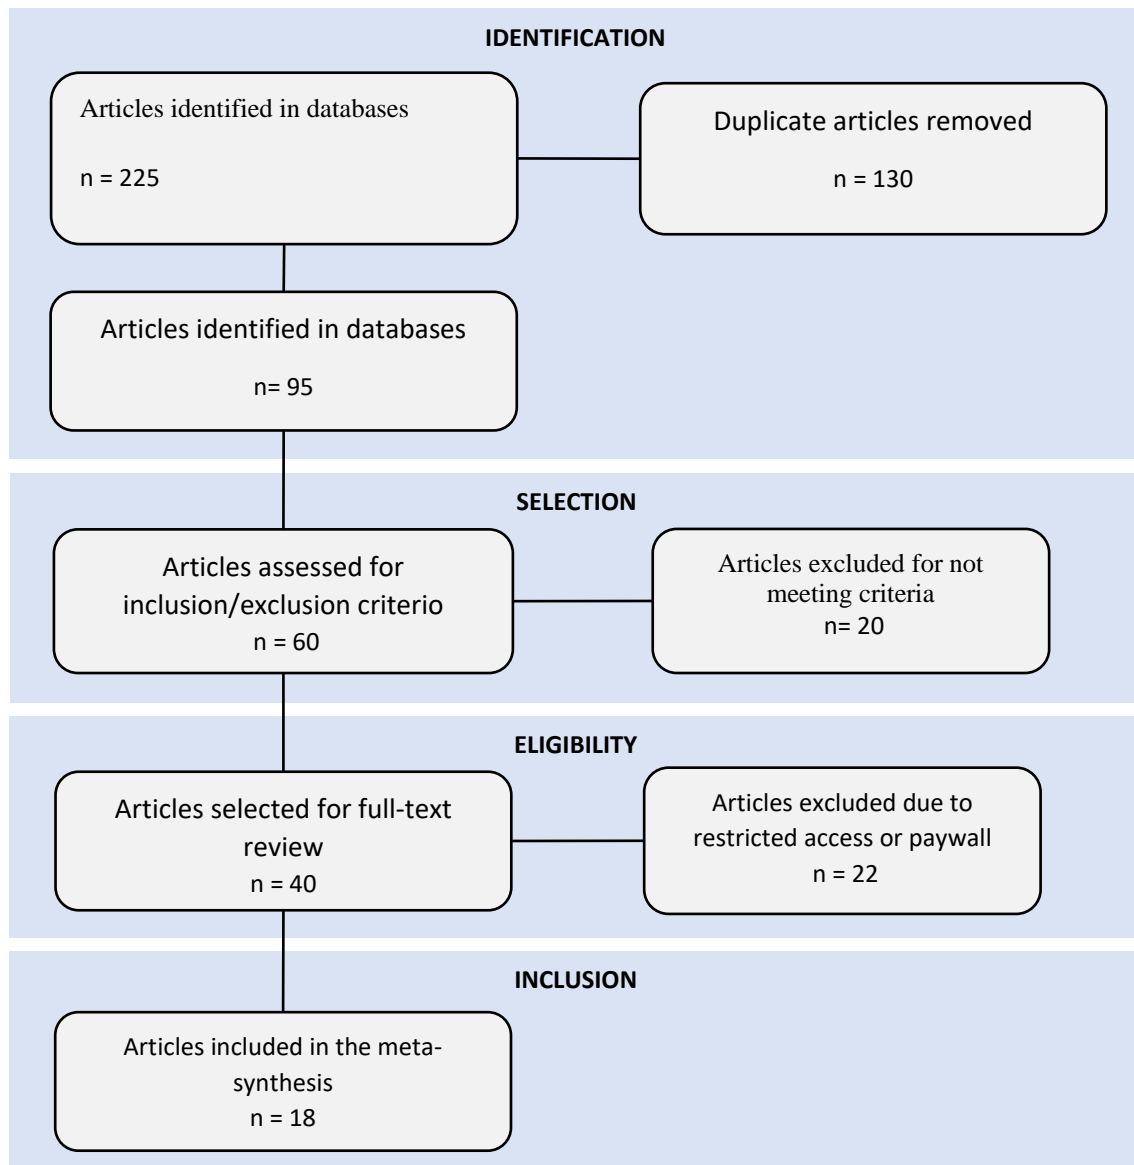 IDENTIFICATION
Articles identified in databases
n = 225
Duplicate articles removed
n = 130
Articles identified in databases
n= 95
SELECTION
Articles assessed for
inclusion/exclusion criterio
n = 60
Articles excluded for not
meeting criteria
n= 20
ELIGIBILITY
Articles selected for full-text
review
n = 40
Articles excluded due to
restricted access or paywall
n = 22
INCLUSION
Articles included in the meta-
synthesis
n = 18